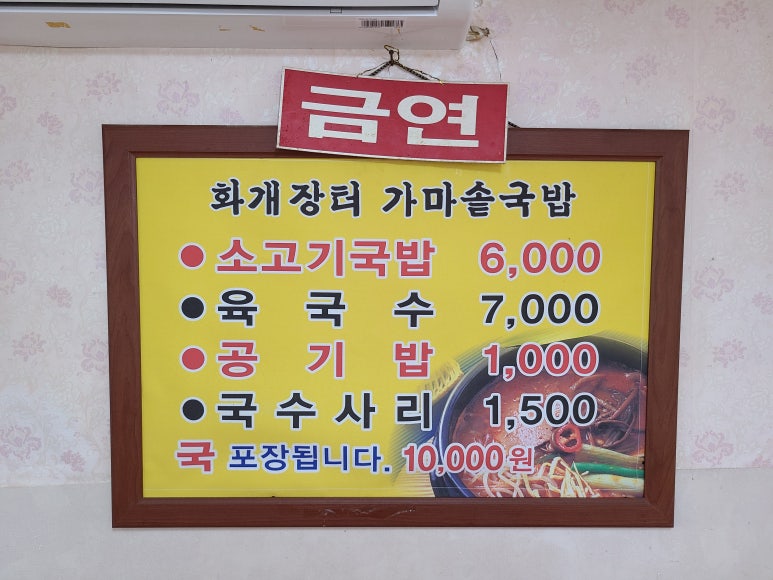 금연
화개장터 가마솥국밥
● 소고기국밥 6,000
● 육국수 7,000
● 공기밥 1,000
● 국수사리 1,500
국 포장됩니다. 10,000원